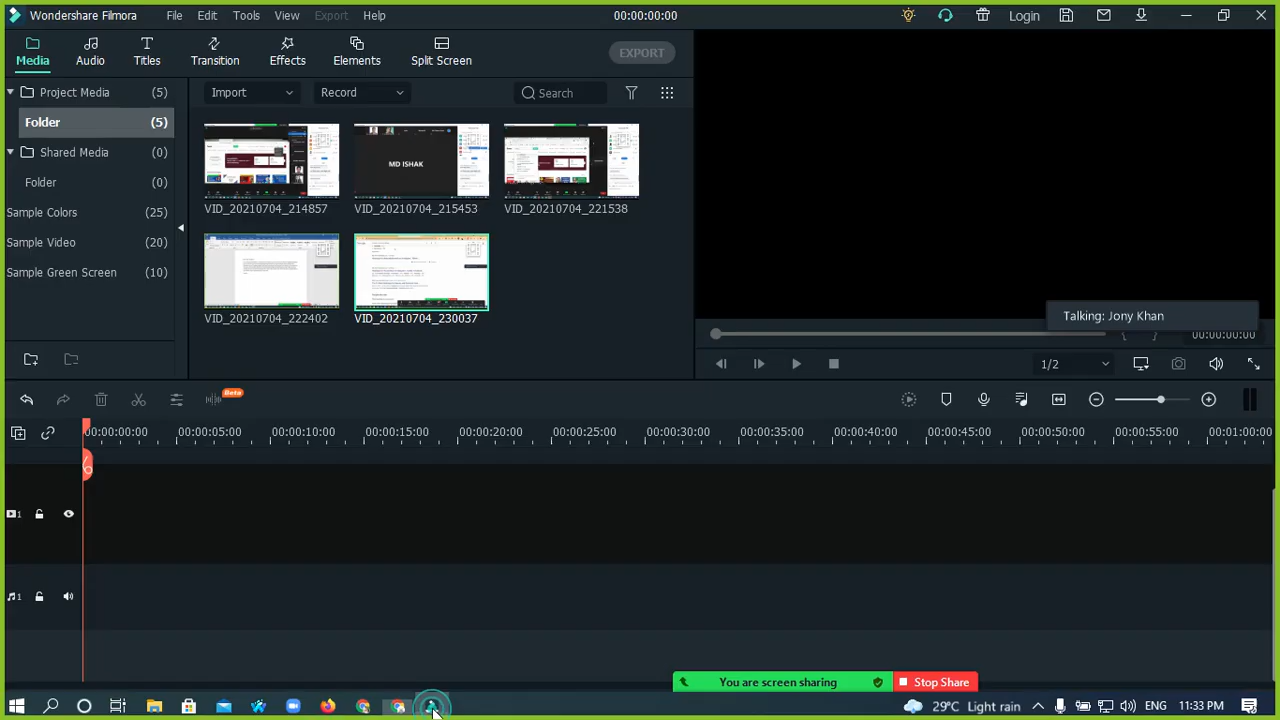 Wondershare Filmora File Edit Tools View Export Help 00:00:00:00 Login
Media Audio Titles Transition Effects Elements Split Screen EXPORT
Project Media (5)
Folder (5)
Media (0)
(0)
Sample Colors (25)
Sample Video (20)
Sample Green (10)
Import Record Search
MD ISHAK
VID_20210704_214857 VID_20210704_215453 VID_20210704_221538
VID_20210704_222402 VID_20210704_230037
Talking: Jony Khan
00:00:00:00
1/2
Beta
00:00:00:00 00:00:05:00 00:00:10:00 00:00:15:00 00:00:20:00 00:00:25:00 00:00:30:00 00:00:35:00 00:00:40:00 00:00:45:00 00:00:50:00 00:00:55:00 00:01:00:00
1
1
You are screen sharing Stop Share
29°C Light rain ENG 11:33 PM